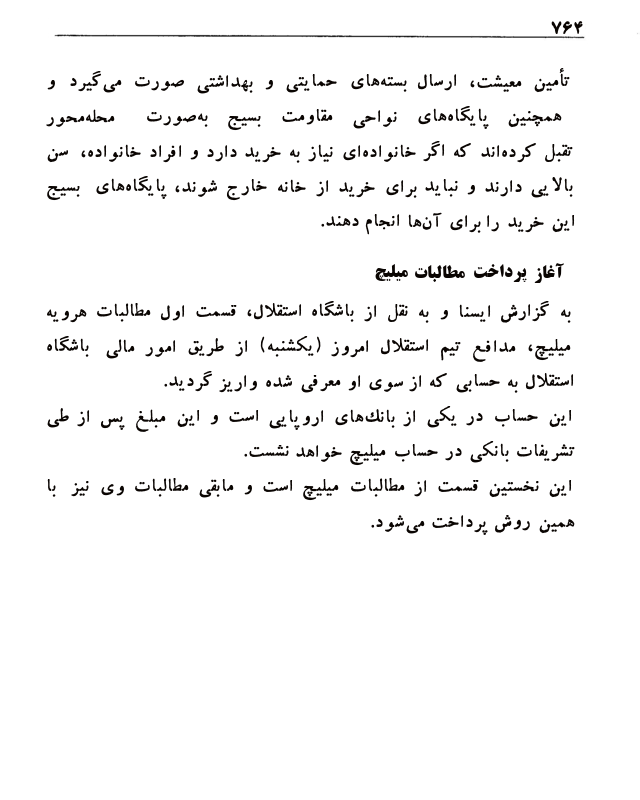 ۷۶۴
تأمین معیشت، ارسال بسته‌های حمایتی و بهداشتی صورت می‌گیرد و
همچنین پایگاه‌های نواحی مقاومت بسیج به‌صورت محله‌محور
تقبل کرده‌اند که اگر خانواده‌ای نیاز به خرید دارد و افراد خانواده، سن
بالایی دارند و نباید برای خرید از خانه خارج شوند، پایگاه‌های بسیج
این خرید را برای آن‌ها انجام دهند.
آغاز پرداخت مطالبات میلیچ
به گزارش ایسنا و به نقل از باشگاه استقلال، قسمت اول مطالبات هرویه
میلیچ، مدافع تیم استقلال امروز (یکشنبه) از طریق امور مالی باشگاه
استقلال به حسابی که از سوی او معرفی شده واریز گردید.
این حساب در یکی از بانک‌های اروپایی است و این مبلغ پس از طی
تشریفات بانکی در حساب میلیچ خواهد نشست.
این نخستین قسمت از مطالبات میلیچ است و مابقی مطالبات وی نیز با
همین روش پرداخت می‌شود.